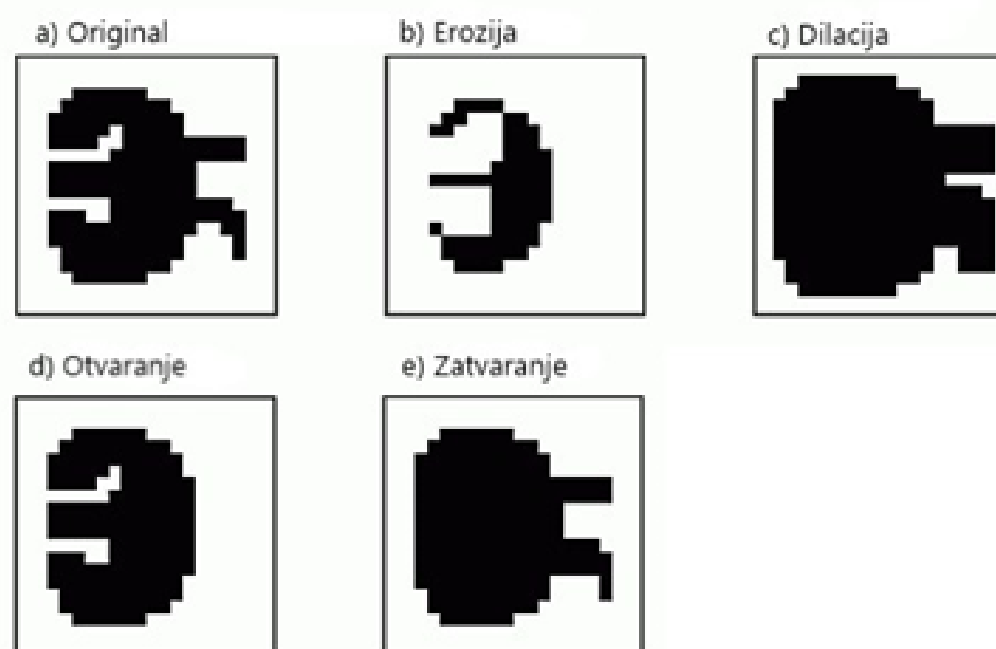 a) Original
b) Erozija
c) Dilacija
d) Otvaranje
e) Zatvaranje